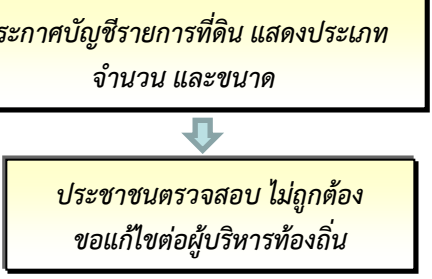 ระกาศบัญชีรายการที่ดิน แสดงประเภท
จำนวน และขนาด
ประชาชนตรวจสอบ ไม่ถูกต้อง
ขอแก้ไขต่อผู้บริหารท้องถิ่น